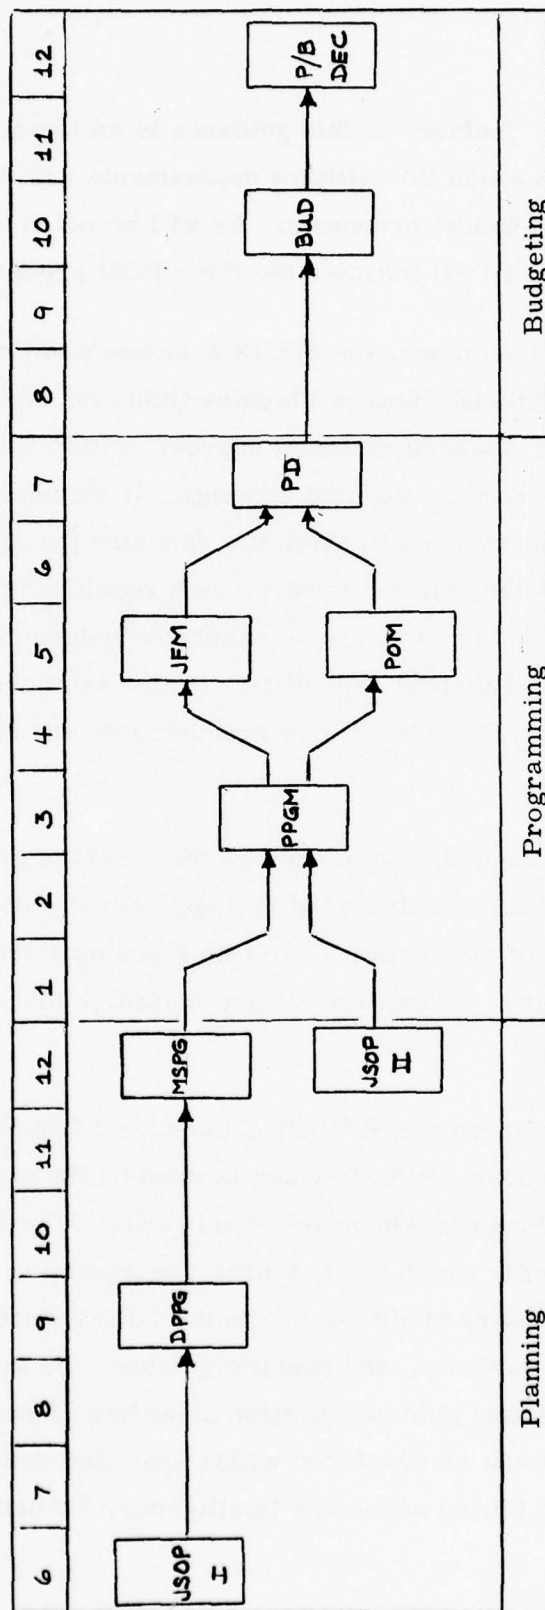 6 7 8 9 10 11 12 1 2 3 4 5 6 7 8 9 10 11 12
JSOP
I
DPPG
MSPG
JSOP
II
PPGM
JFM
POM
PD
BUD
P/B
DEC
Planning Programming Budgeting